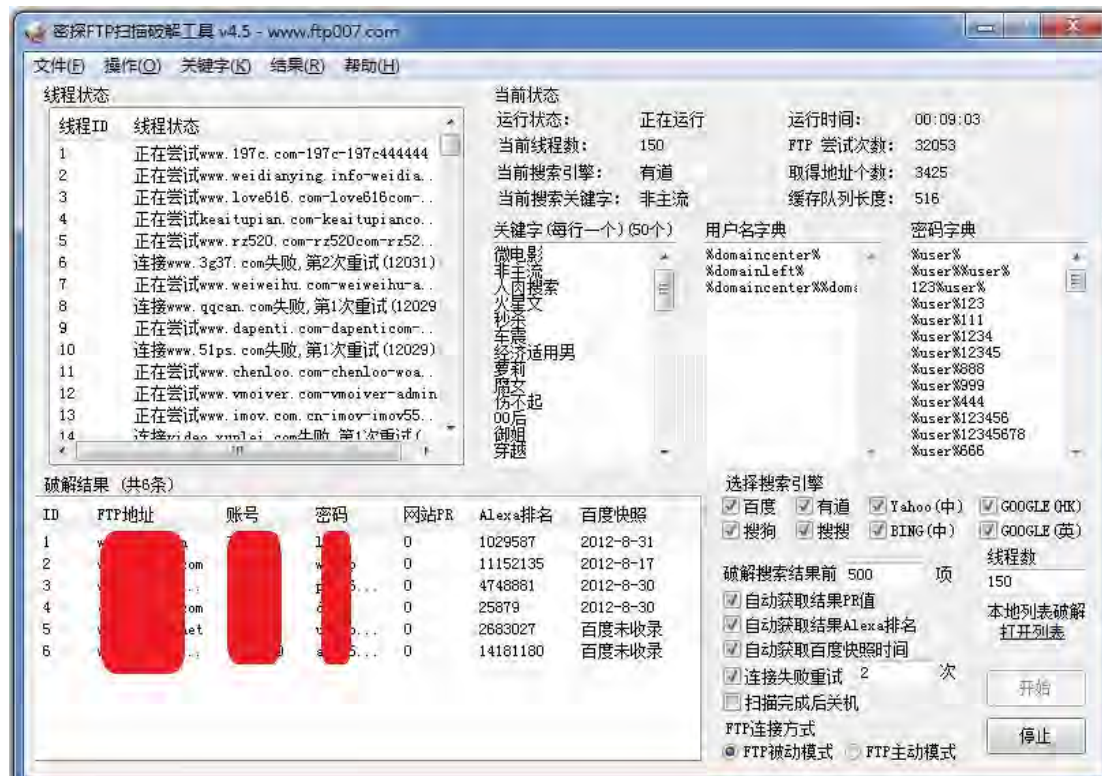 密探FTP扫描破解工具 v4.5 - www.ftp007.com
文件(F) 操作(O) 关键字(K) 结果(R) 帮助(H)
线程状态
线程ID 线程状态
1 正在尝试www.197c.com-197c-197c444444
2 正在尝试www.weidianying.info-weidia..
3 正在尝试www.love616.com-love616com-..
4 正在尝试keaitupian.com-keaitupianco..
5 正在尝试www.rz520.com-rz520com-rz52..
6 连接www.3g37.com失败,第2次重试(12031)
7 正在尝试www.weiweihu.com-weiweihu-a..
8 连接www.qqcan.com失败,第1次重试(12029
9 正在尝试www.dapenti.com-dapenticom-..
10 连接www.51ps.com失败,第1次重试(12029)
11 正在尝试www.chenloo.com-chenloo-woa..
12 正在尝试www.vmoiver.com-vmoiver-admin
13 正在尝试www.imov.com.cn-imov-imov55..
14 连接video.xunlei.com失败,第1次重试(
当前状态
运行状态: 正在运行 运行时间: 00:09:03
当前线程数: 150 FTP 尝试次数: 32053
当前搜索引擎: 有道 取得地址个数: 3425
当前搜索关键字: 非主流 缓存队列长度: 516
关键字(每行一个)(50个)
微电影
非主流
人肉搜索
火星文
秒杀
车震
经济适用男
萝莉
腐女
伤不起
00后
御姐
穿越
用户名字典
%domaincenter%
%domainleft%
%domaincenter%%doma
密码字典
%user%
%user%%user%
123%user%
%user%123
%user%111
%user%1234
%user%12345
%user%888
%user%999
%user%444
%user%123456
%user%12345678
%user%666
破解结果 (共6条)
ID FTP地址 账号 密码 网站PR Alexa排名 百度快照
1 0 1029587 2012-8-31
2 com 0 11152135 2012-8-17
3 .. 0 4748881 2012-8-30
4 com 0 25879 2012-8-30
5 et 0 2683027 百度未收录
6 .. 0 14181180 百度未收录
选择搜索引擎
百度 有道 Yahoo(中) GOOGLE(HK)
搜狗 搜搜 BING(中) GOOGLE(英)
破解搜索结果前 500 项
自动获取结果PR值
自动获取结果Alexa排名
自动获取百度快照时间
连接失败重试 2 次
扫描完成后关机
FTP连接方式
FTP被动模式 FTP主动模式
线程数
150
本地列表破解
打开列表
开始
停止